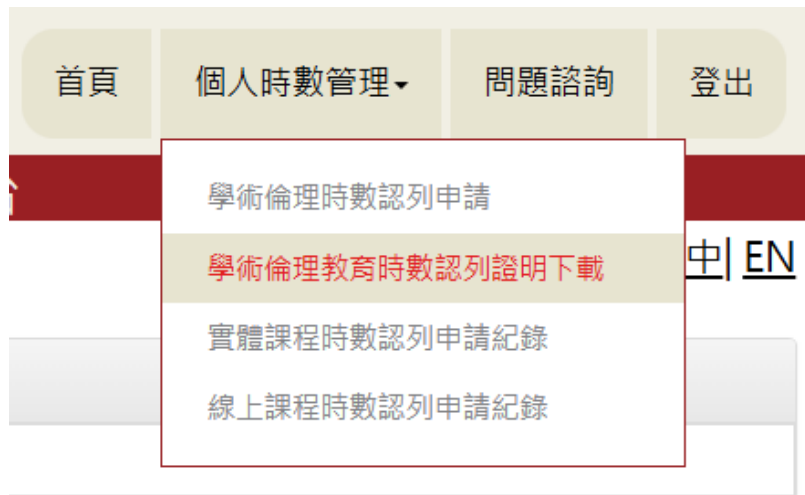 首頁 個人時數管理 問題諮詢 登出
學術倫理時數認列申請
學術倫理教育時數認列證明下載
中| EN
實體課程時數認列申請紀錄
線上課程時數認列申請紀錄